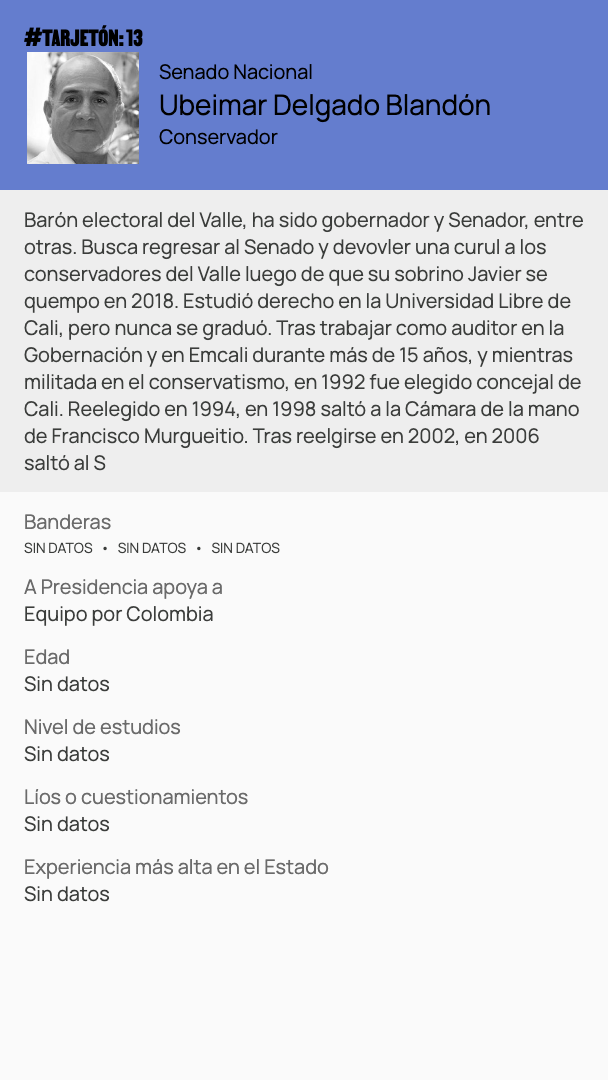 #TARJETÓN: 13
Senado Nacional
Ubeimar Delgado Blandón
Conservador
Barón electoral del Valle, ha sido gobernador y Senador, entre
otras. Busca regresar al Senado y devovler una curul a los
conservadores del Valle luego de que su sobrino Javier se
quempo en 2018. Estudió derecho en la Universidad Libre de
Cali, pero nunca se graduó. Tras trabajar como auditor en la
Gobernación y en Emcali durante más de 15 años, y mientras
militada en el conservatismo, en 1992 fue elegido concejal de
Cali. Reelegido en 1994, en 1998 saltó a la Cámara de la mano
de Francisco Murgueitio. Tras reelgirse en 2002, en 2006
saltó al S
Banderas
SIN DATOS • SIN DATOS • SIN DATOS
A Presidencia apoya a
Equipo por Colombia
Edad
Sin datos
Nivel de estudios
Sin datos
Líos o cuestionamientos
Sin datos
Experiencia más alta en el Estado
Sin datos